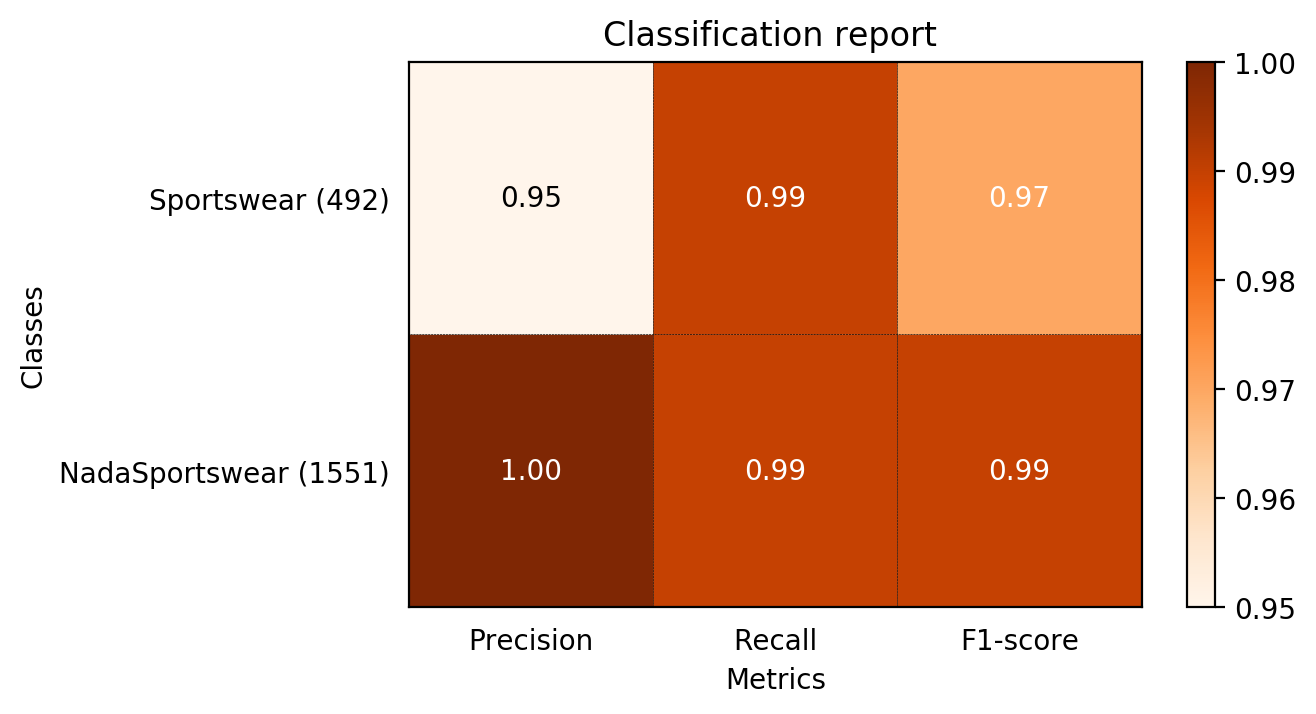 Classification report
Classes
Sportswear (492)
0.95
0.99
0.97
NadaSportswear (1551)
1.00
0.99
0.99
Precision
Recall
F1-score
Metrics
1.00
0.99
0.98
0.97
0.96
0.95